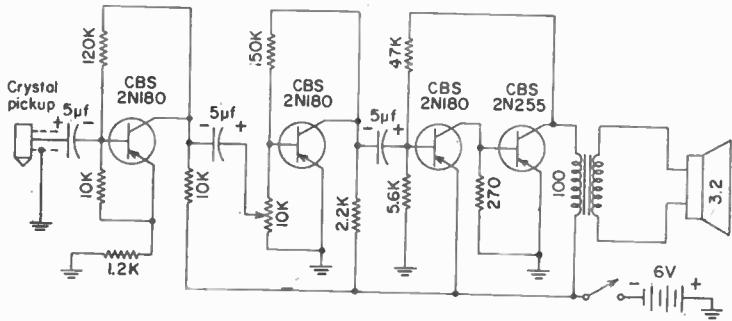 120K
150K
47K
Crystal
pickup
5μf
+
-
CBS
2N180
5μf
-
+
CBS
2N180
5μf
-
+
CBS
2N180
CBS
2N255
10K
10K
10K
2.2K
5.6K
270
100
3.2
1.2K
6V
-
+